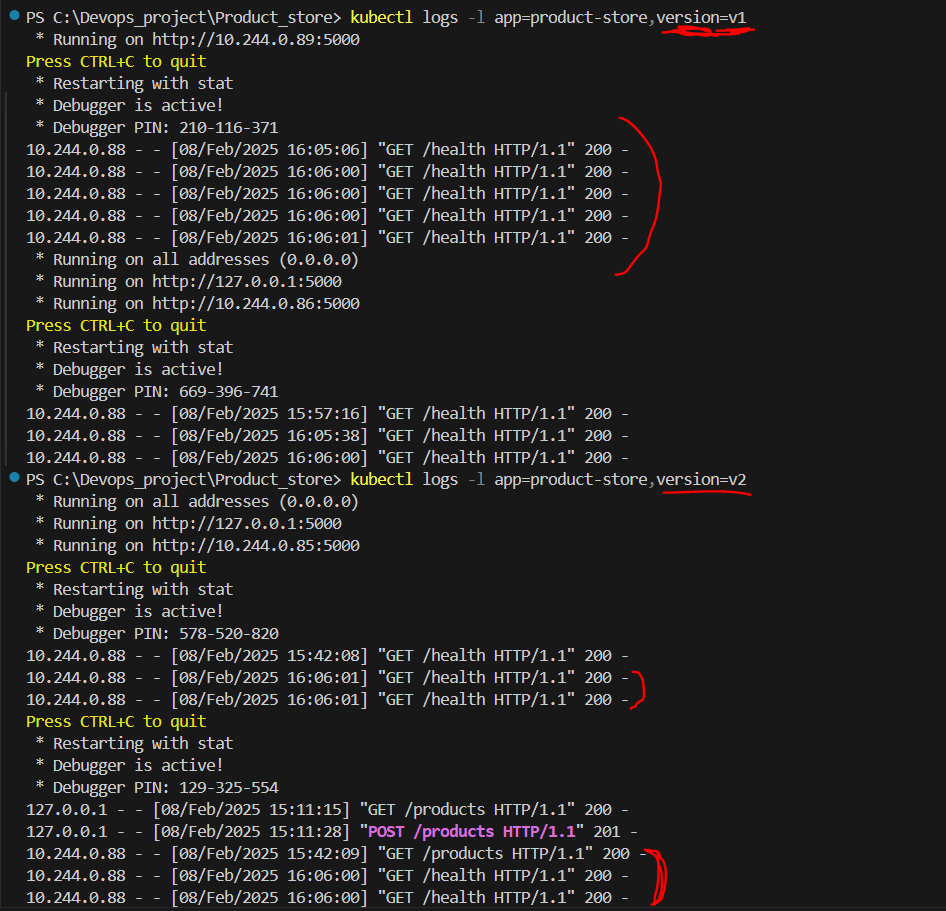 PS C:\Devops_project\Product_store> kubectl logs -l app=product-store,version=v1
* Running on http://10.244.0.89:5000
Press CTRL+C to quit
* Restarting with stat
* Debugger is active!
* Debugger PIN: 210-116-371
10.244.0.88 - - [08/Feb/2025 16:05:06] "GET /health HTTP/1.1" 200 -
10.244.0.88 - - [08/Feb/2025 16:06:00] "GET /health HTTP/1.1" 200 -
10.244.0.88 - - [08/Feb/2025 16:06:00] "GET /health HTTP/1.1" 200 -
10.244.0.88 - - [08/Feb/2025 16:06:00] "GET /health HTTP/1.1" 200 -
10.244.0.88 - - [08/Feb/2025 16:06:01] "GET /health HTTP/1.1" 200 -
* Running on all addresses (0.0.0.0)
* Running on http://127.0.0.1:5000
* Running on http://10.244.0.86:5000
Press CTRL+C to quit
* Restarting with stat
* Debugger is active!
* Debugger PIN: 669-396-741
10.244.0.88 - - [08/Feb/2025 15:57:16] "GET /health HTTP/1.1" 200 -
10.244.0.88 - - [08/Feb/2025 16:05:38] "GET /health HTTP/1.1" 200 -
10.244.0.88 - - [08/Feb/2025 16:06:00] "GET /health HTTP/1.1" 200 -
PS C:\Devops_project\Product_store> kubectl logs -l app=product-store,version=v2
* Running on all addresses (0.0.0.0)
* Running on http://127.0.0.1:5000
* Running on http://10.244.0.85:5000
Press CTRL+C to quit
* Restarting with stat
* Debugger is active!
* Debugger PIN: 578-520-820
10.244.0.88 - - [08/Feb/2025 15:42:08] "GET /health HTTP/1.1" 200 -
10.244.0.88 - - [08/Feb/2025 16:06:01] "GET /health HTTP/1.1" 200 -
10.244.0.88 - - [08/Feb/2025 16:06:01] "GET /health HTTP/1.1" 200 -
Press CTRL+C to quit
* Restarting with stat
* Debugger is active!
* Debugger PIN: 129-325-554
127.0.0.1 - - [08/Feb/2025 15:11:15] "GET /products HTTP/1.1" 200 -
127.0.0.1 - - [08/Feb/2025 15:11:28] "POST /products HTTP/1.1" 201 -
10.244.0.88 - - [08/Feb/2025 15:42:09] "GET /products HTTP/1.1" 200 -
10.244.0.88 - - [08/Feb/2025 16:06:00] "GET /health HTTP/1.1" 200 -
10.244.0.88 - - [08/Feb/2025 16:06:00] "GET /health HTTP/1.1" 200 -